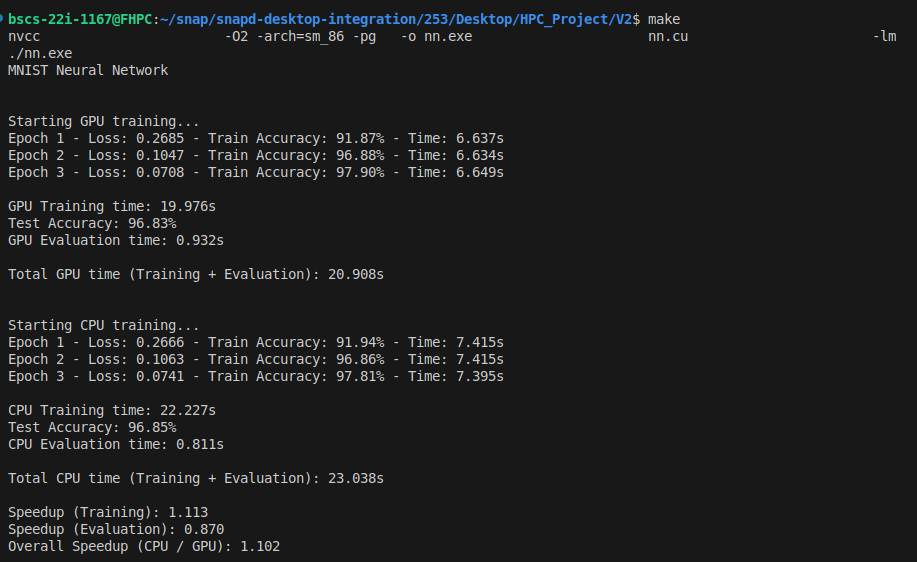 bscs-22i-1167@FHPC:~/snap/snapd-desktop-integration/253/Desktop/HPC_Project/V2$ make
nvcc -O2 -arch=sm_86 -pg -o nn.exe nn.cu -lm
./nn.exe
MNIST Neural Network
Starting GPU training...
Epoch 1 - Loss: 0.2685 - Train Accuracy: 91.87% - Time: 6.637s
Epoch 2 - Loss: 0.1047 - Train Accuracy: 96.88% - Time: 6.634s
Epoch 3 - Loss: 0.0708 - Train Accuracy: 97.90% - Time: 6.649s
GPU Training time: 19.976s
Test Accuracy: 96.83%
GPU Evaluation time: 0.932s
Total GPU time (Training + Evaluation): 20.908s
Starting CPU training...
Epoch 1 - Loss: 0.2666 - Train Accuracy: 91.94% - Time: 7.415s
Epoch 2 - Loss: 0.1063 - Train Accuracy: 96.86% - Time: 7.415s
Epoch 3 - Loss: 0.0741 - Train Accuracy: 97.81% - Time: 7.395s
CPU Training time: 22.227s
Test Accuracy: 96.85%
CPU Evaluation time: 0.811s
Total CPU time (Training + Evaluation): 23.038s
Speedup (Training): 1.113
Speedup (Evaluation): 0.870
Overall Speedup (CPU / GPU): 1.102